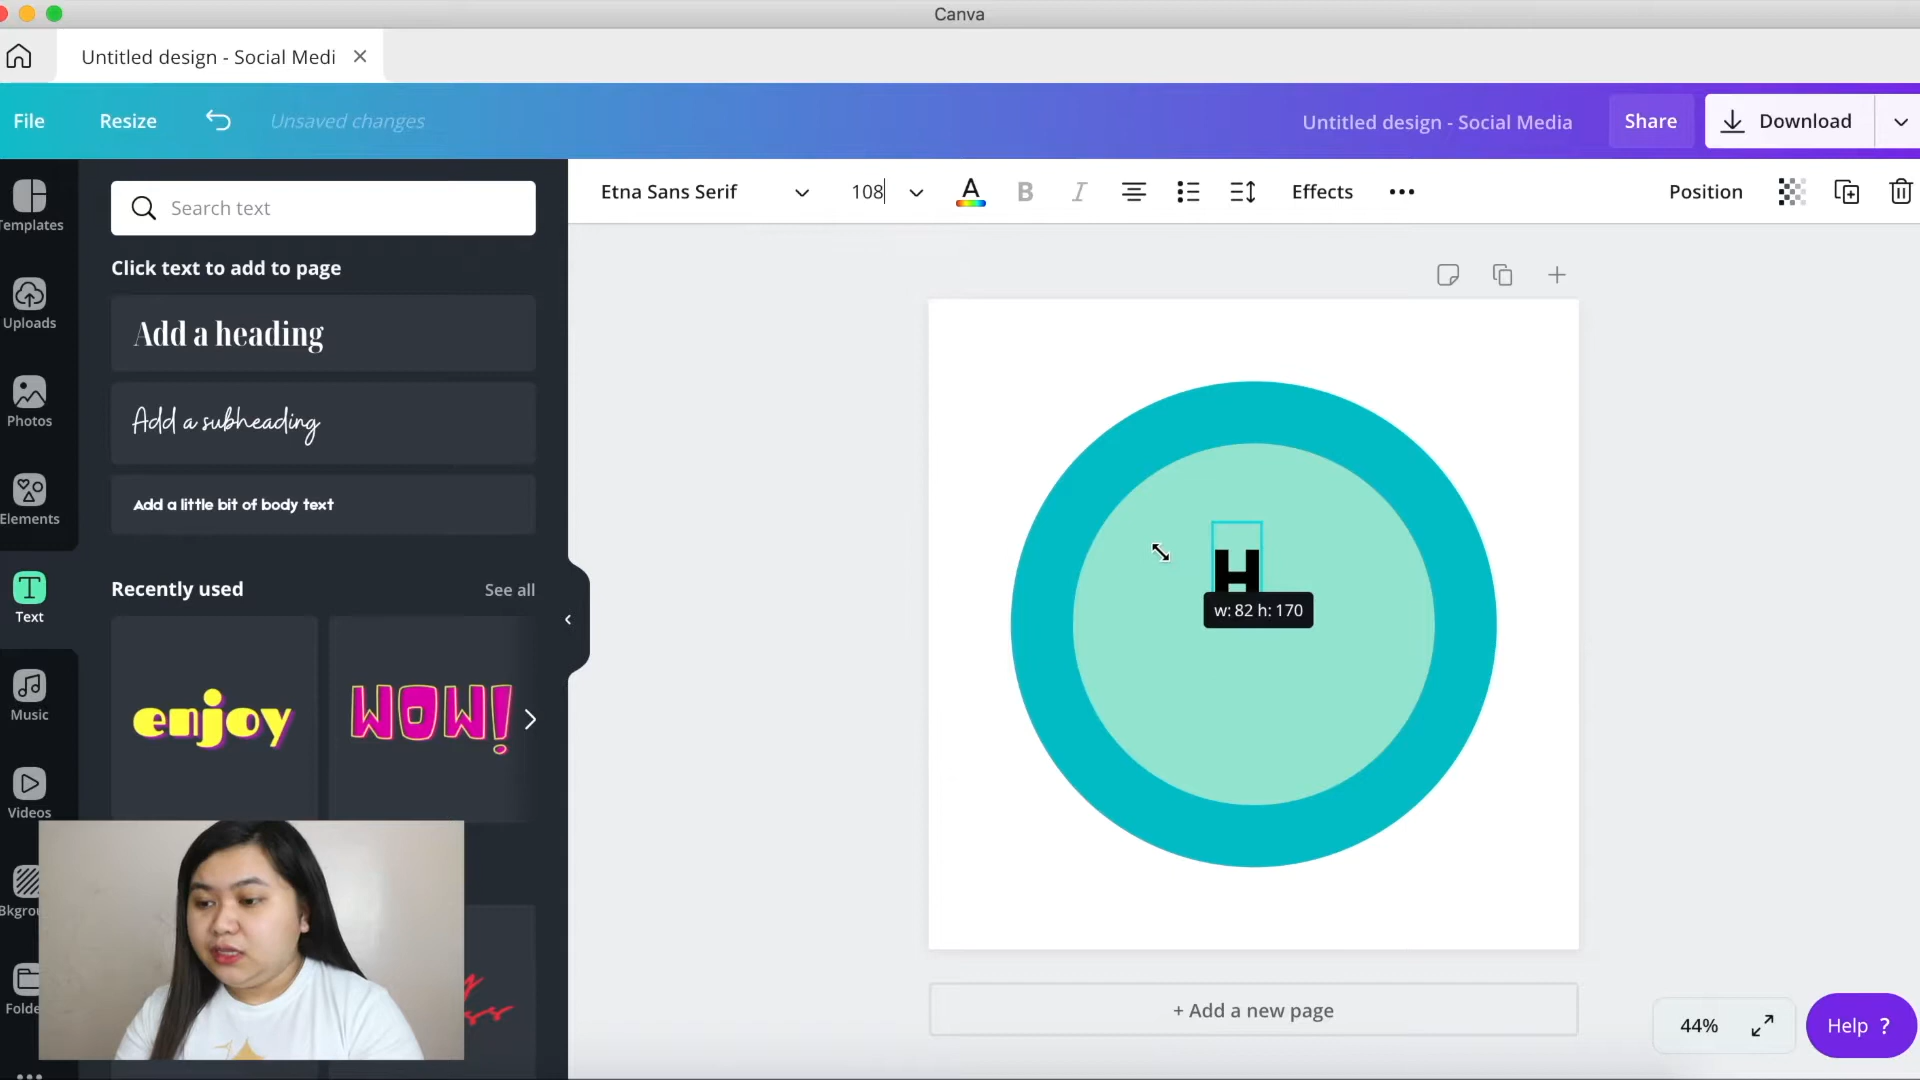 Canva
Untitled design - Social Medi
File
Resize
Unsaved changes
Untitled design - Social Media
Share
Download
Templates
Uploads
Photos
Elements
Text
Music
Videos
Search text
Click text to add to page
Add a heading
Add a subheading
Add a little bit of body text
Recently used
See all
enjoy
WOW!
Etna Sans Serif
108
A
B
I
Effects
Position
H
w: 82 h: 170
+ Add a new page
44%
Help ?